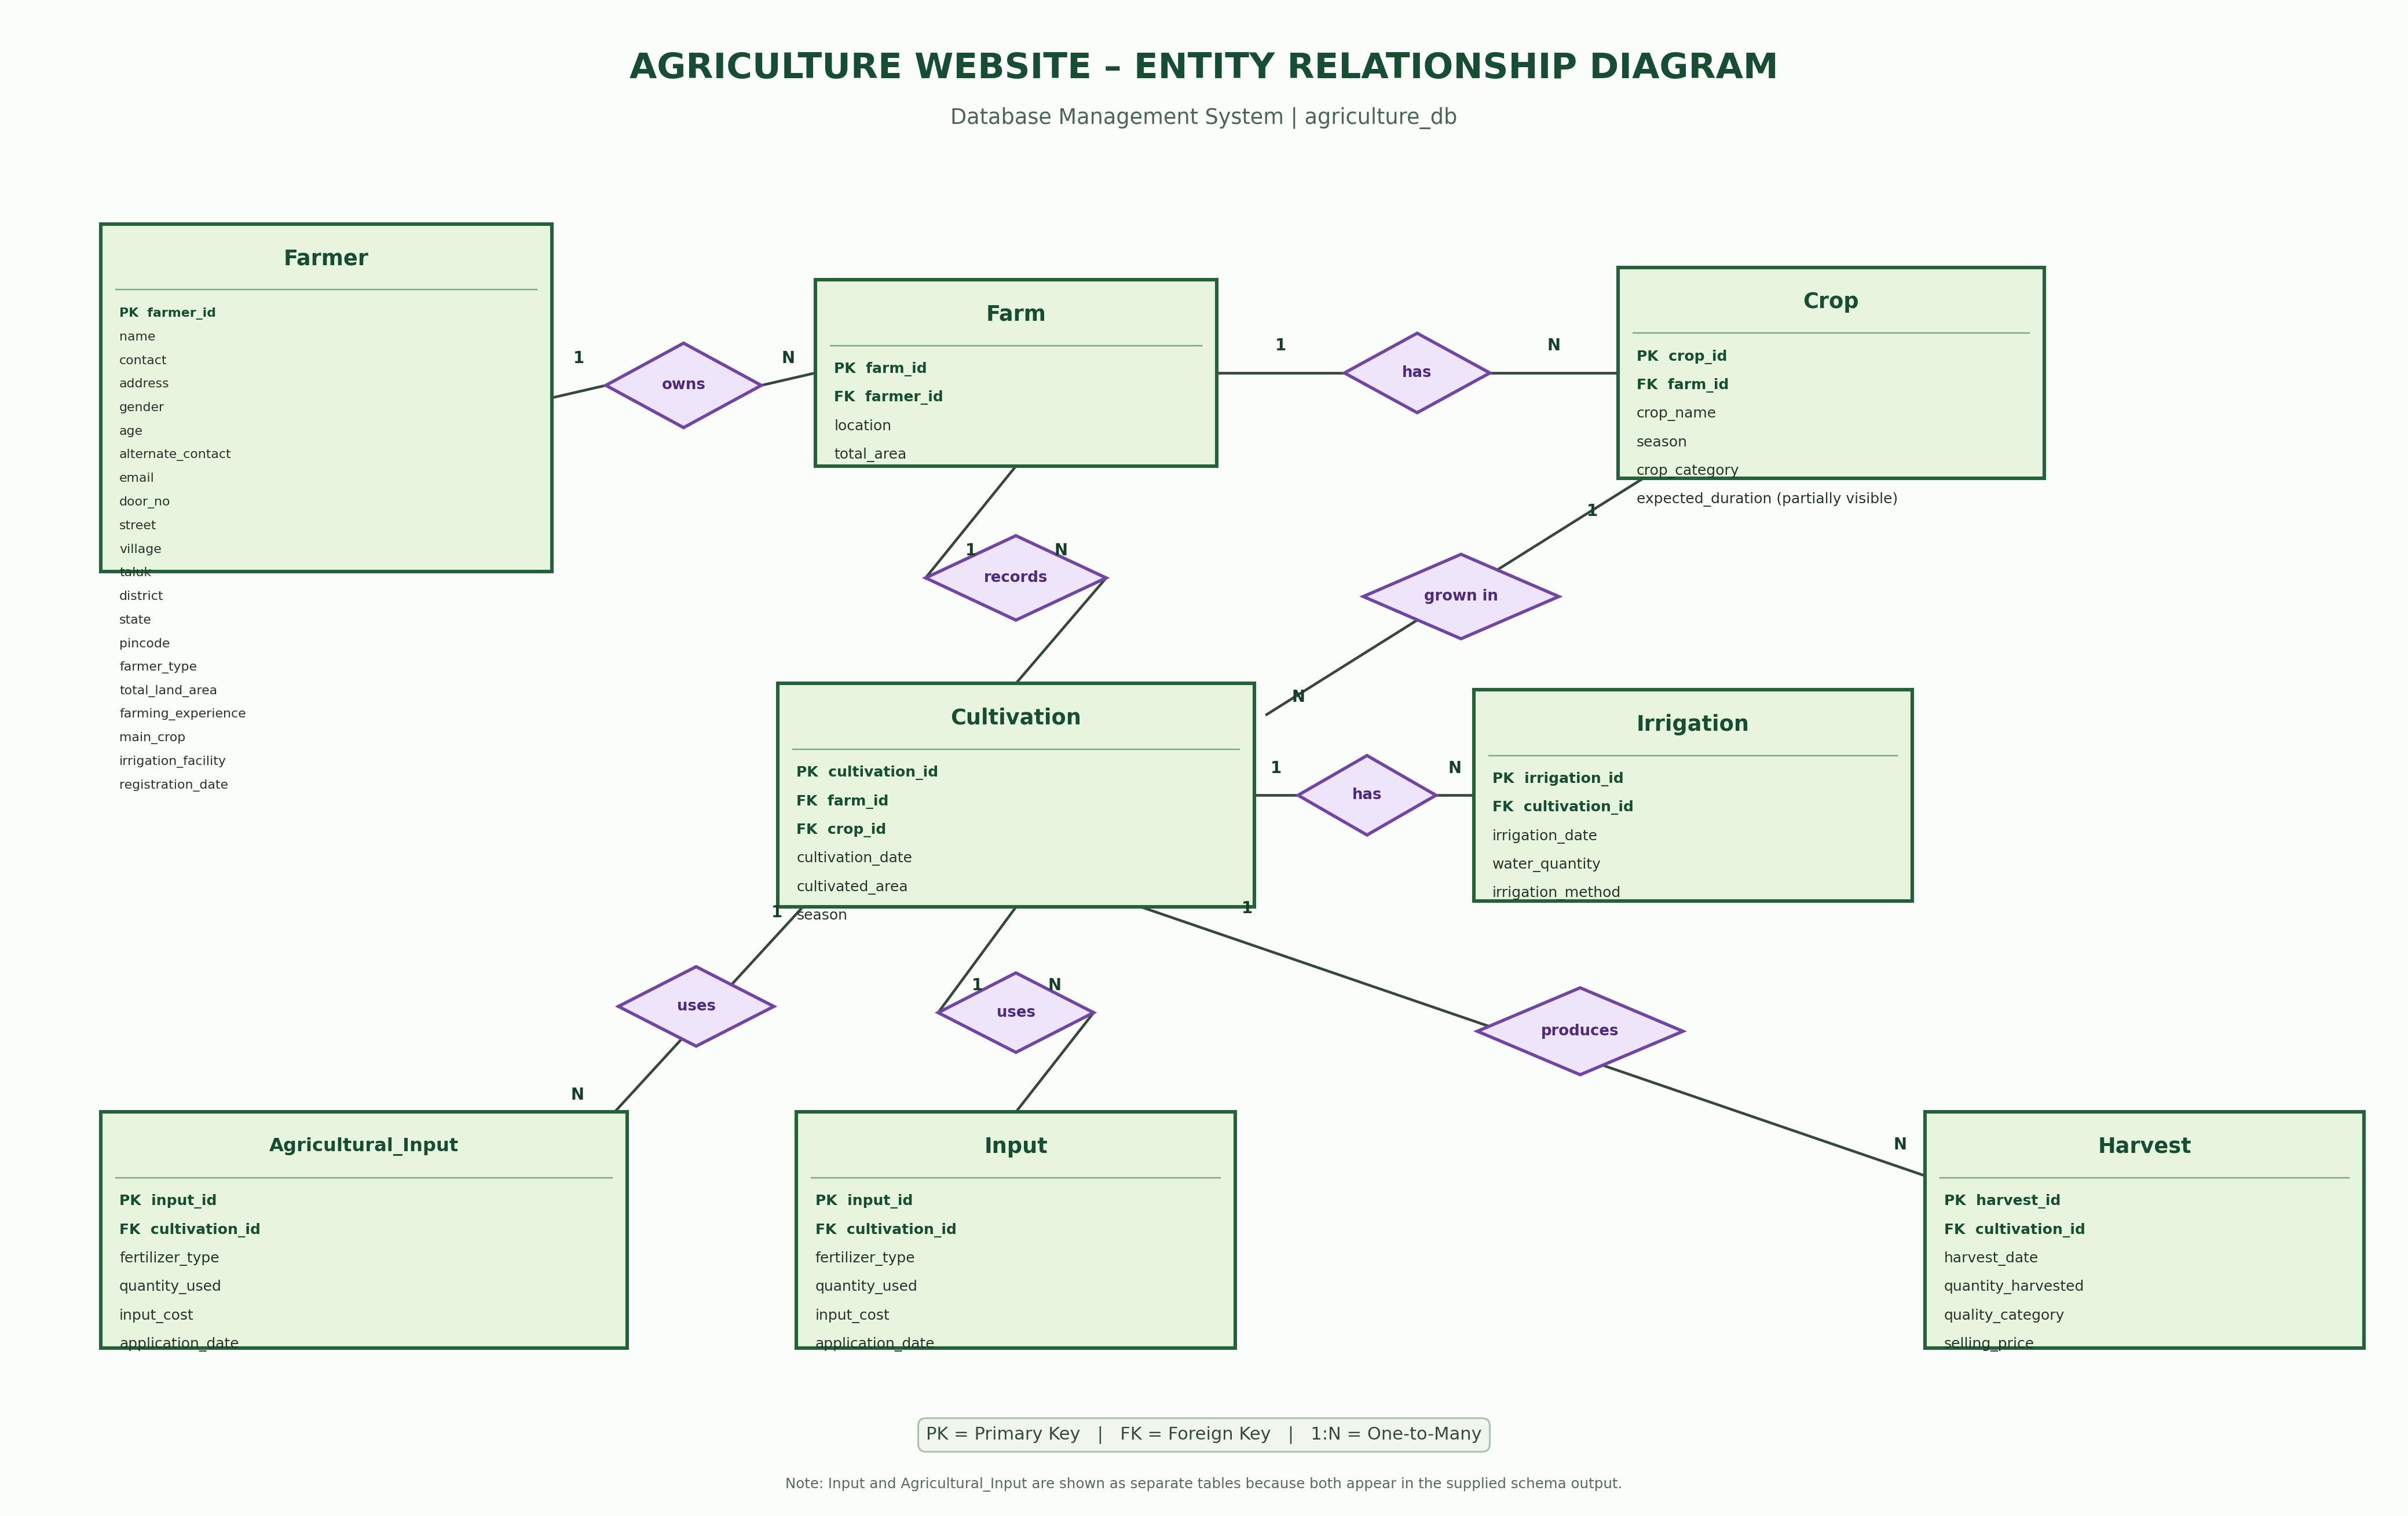 AGRICULTURE WEBSITE – ENTITY RELATIONSHIP DIAGRAM
Database Management System | agriculture_db
Farmer
PK farmer_id
name
contact
address
gender
age
alternate_contact
email
door_no
street
village
taluk
district
state
pincode
farmer_type
total_land_area
farming_experience
main_crop
irrigation_facility
registration_date
1
owns
N
Farm
PK farm_id
FK farmer_id
location
total_area
1
has
N
Crop
PK crop_id
FK farm_id
crop_name
season
crop_category
expected_duration (partially visible)
1
N
records
1
grown in
N
Cultivation
PK cultivation_id
FK farm_id
FK crop_id
cultivation_date
cultivated_area
season
1
has
N
Irrigation
PK irrigation_id
FK cultivation_id
irrigation_date
water_quantity
irrigation_method
1
uses
N
1
N
uses
1
produces
N
Agricultural_Input
PK input_id
FK cultivation_id
fertilizer_type
quantity_used
input_cost
application_date
Input
PK input_id
FK cultivation_id
fertilizer_type
quantity_used
input_cost
application_date
Harvest
PK harvest_id
FK cultivation_id
harvest_date
quantity_harvested
quality_category
selling_price
PK = Primary Key | FK = Foreign Key | 1:N = One-to-Many
Note: Input and Agricultural_Input are shown as separate tables because both appear in the supplied schema output.